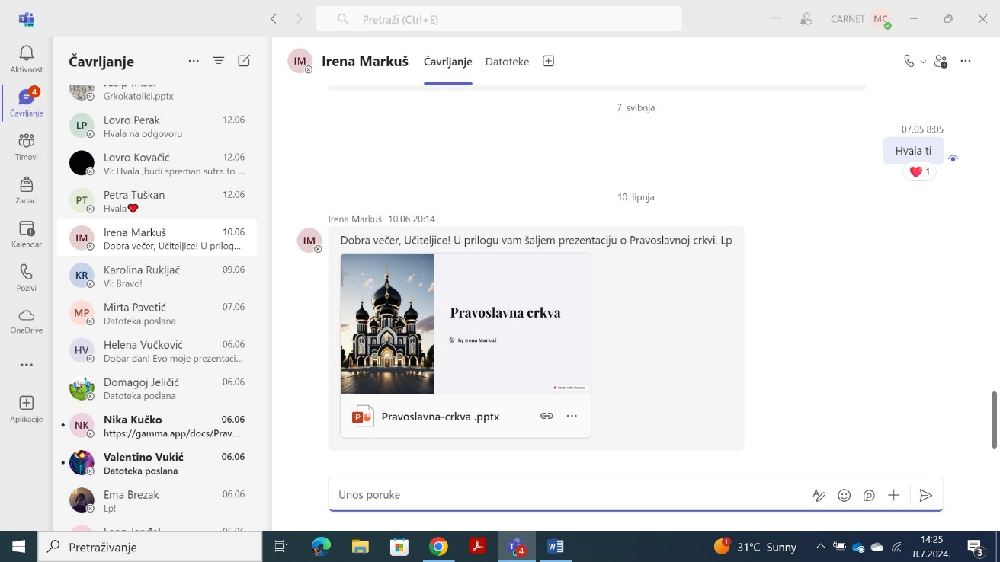 NEW
Pretraži (Ctrl+E)
CARNET
MC
Aktivnost
4
Čavrljanje
Timovi
Zadaci
Kalendar
Pozivi
OneDrive
Aplikacije
Čavrljanje
Grkokatolici.pptx
LP
Lovro Perak 12.06
Hvala na odgovoru
Lovro Kovačić 12.06
Vi: Hvala ,budi spreman sutra to ...
PT
Petra Tuškan 12.06
Hvala❤
IM
Irena Markuš 10.06
Dobra večer, Učiteljice! U prilog...
KR
Karolina Rukljač 09.06
Vi: Bravo!
MP
Mirta Pavetić 07.06
Datoteka poslana
HV
Helena Vučković 06.06
Dobar dan! Evo moje prezentaci...
Domagoj Jeličić 06.06
Datoteka poslana
NK
Nika Kučko 06.06
https://gamma.app/docs/Prav...
Valentino Vukić 06.06
Datoteka poslana
Ema Brezak 06.06
Lp!
IM
Irena Markuš
Čavrljanje
Datoteke
7. svibnja
07.05 8:05
Hvala ti
❤ 1
10. lipnja
Irena Markuš 10.06 20:14
IM
Dobra večer, Učiteljice! U prilogu vam šaljem prezentaciju o Pravoslavnoj crkvi. Lp
Pravoslavna crkva
by Irena Markuš
Made with Gamma
P
Pravoslavna-crkva .pptx
Unos poruke
Pretraživanje
4
W
1
31°C Sunny
14:25
8.7.2024.
3